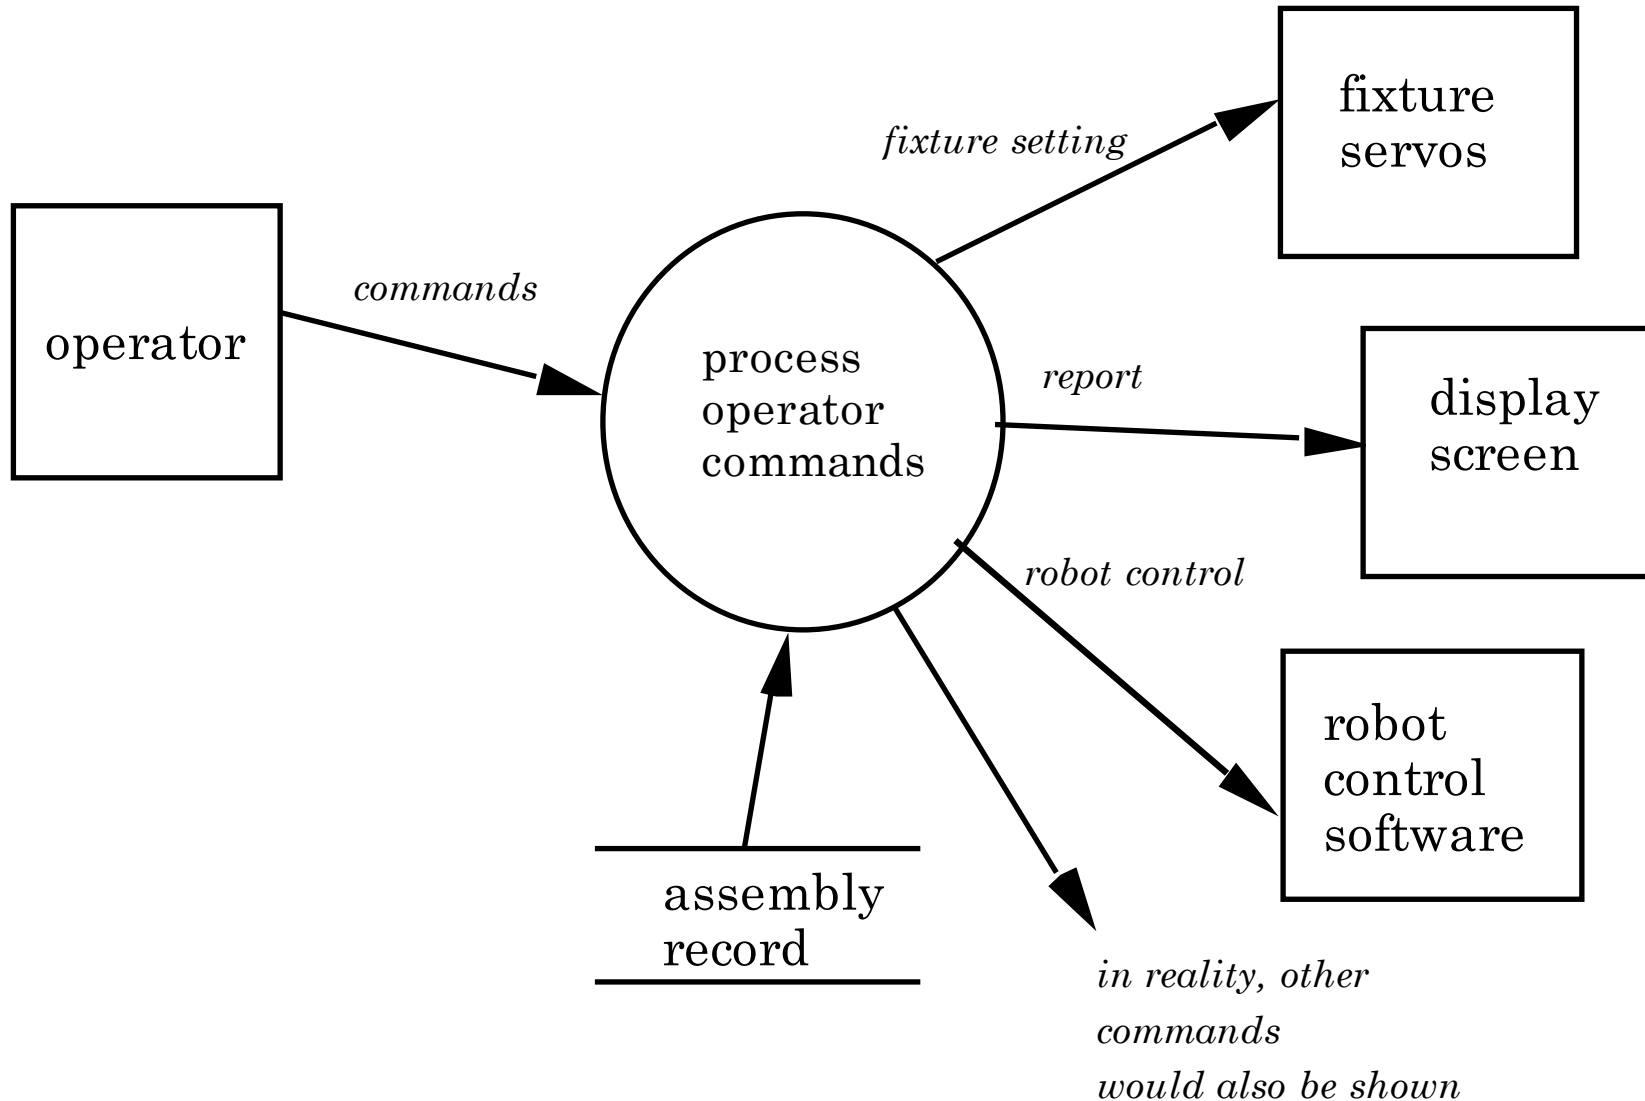 fixture
servos
fixture setting
commands
operator
process
operator
commands
report
display
screen
robot control
robot
control
software
assembly
record
in reality, other
commands
would also be shown